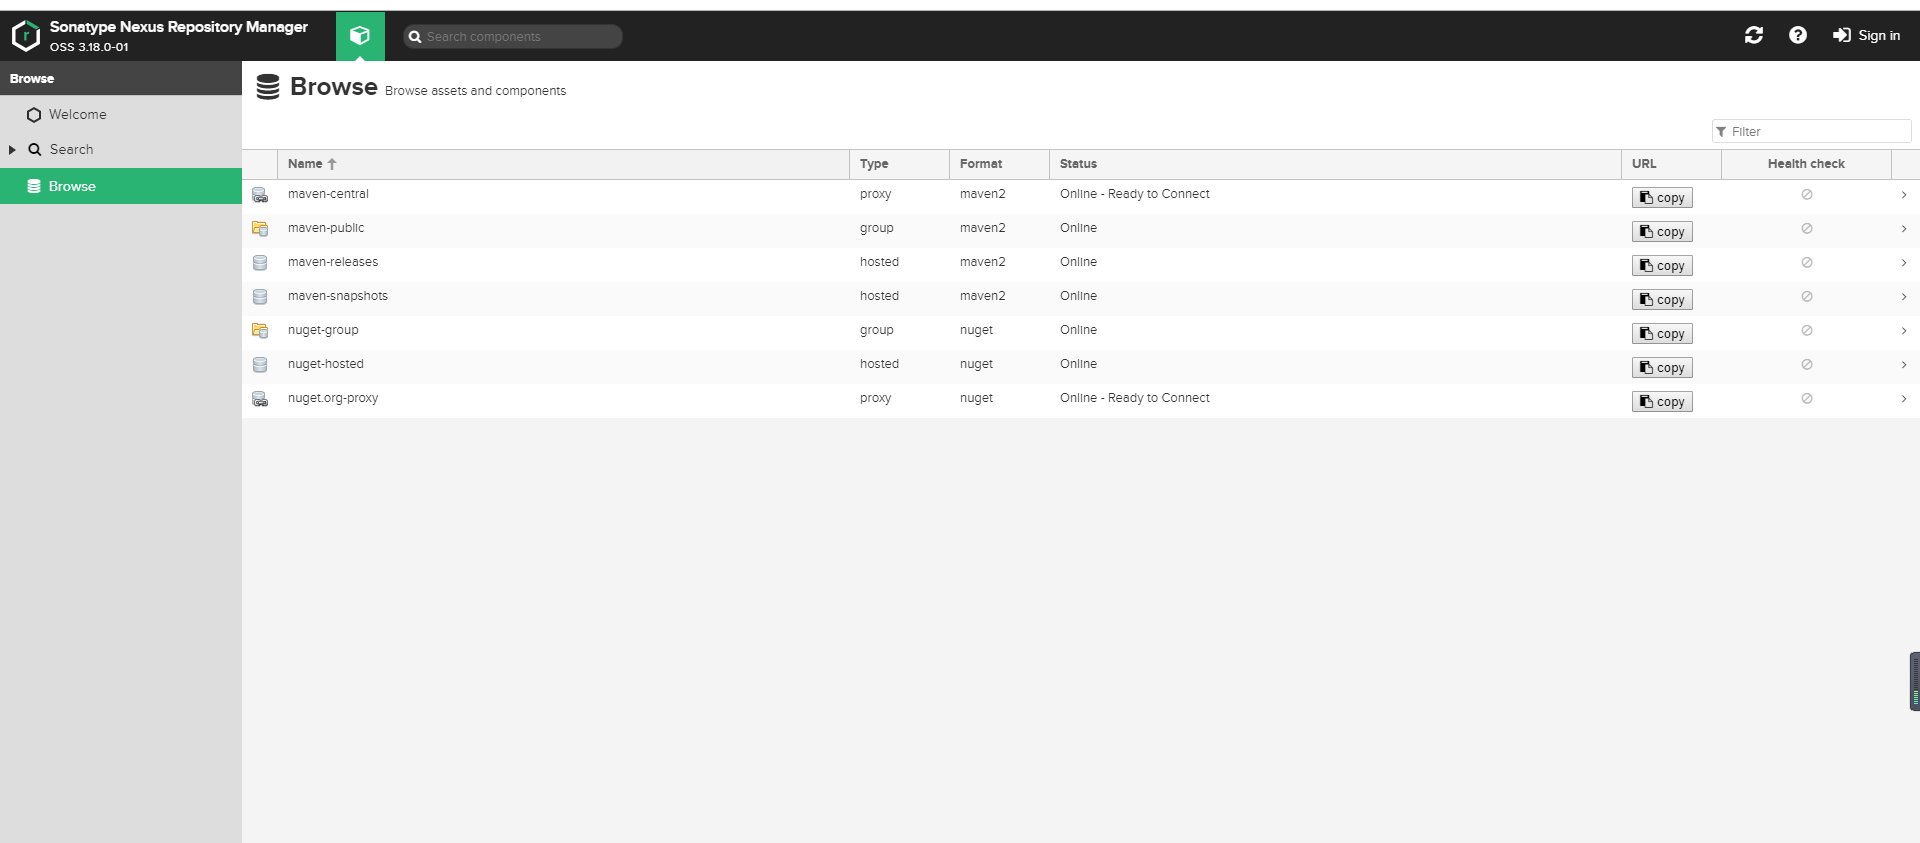 Sonatype Nexus Repository Manager
OSS 3.18.0-01
Search components
Sign in
Browse
Welcome
Search
Browse
Browse Browse assets and components
Filter
Name Type Format Status URL Health check
maven-central proxy maven2 Online - Ready to Connect copy
maven-public group maven2 Online copy
maven-releases hosted maven2 Online copy
maven-snapshots hosted maven2 Online copy
nuget-group group nuget Online copy
nuget-hosted hosted nuget Online copy
nuget.org-proxy proxy nuget Online - Ready to Connect copy